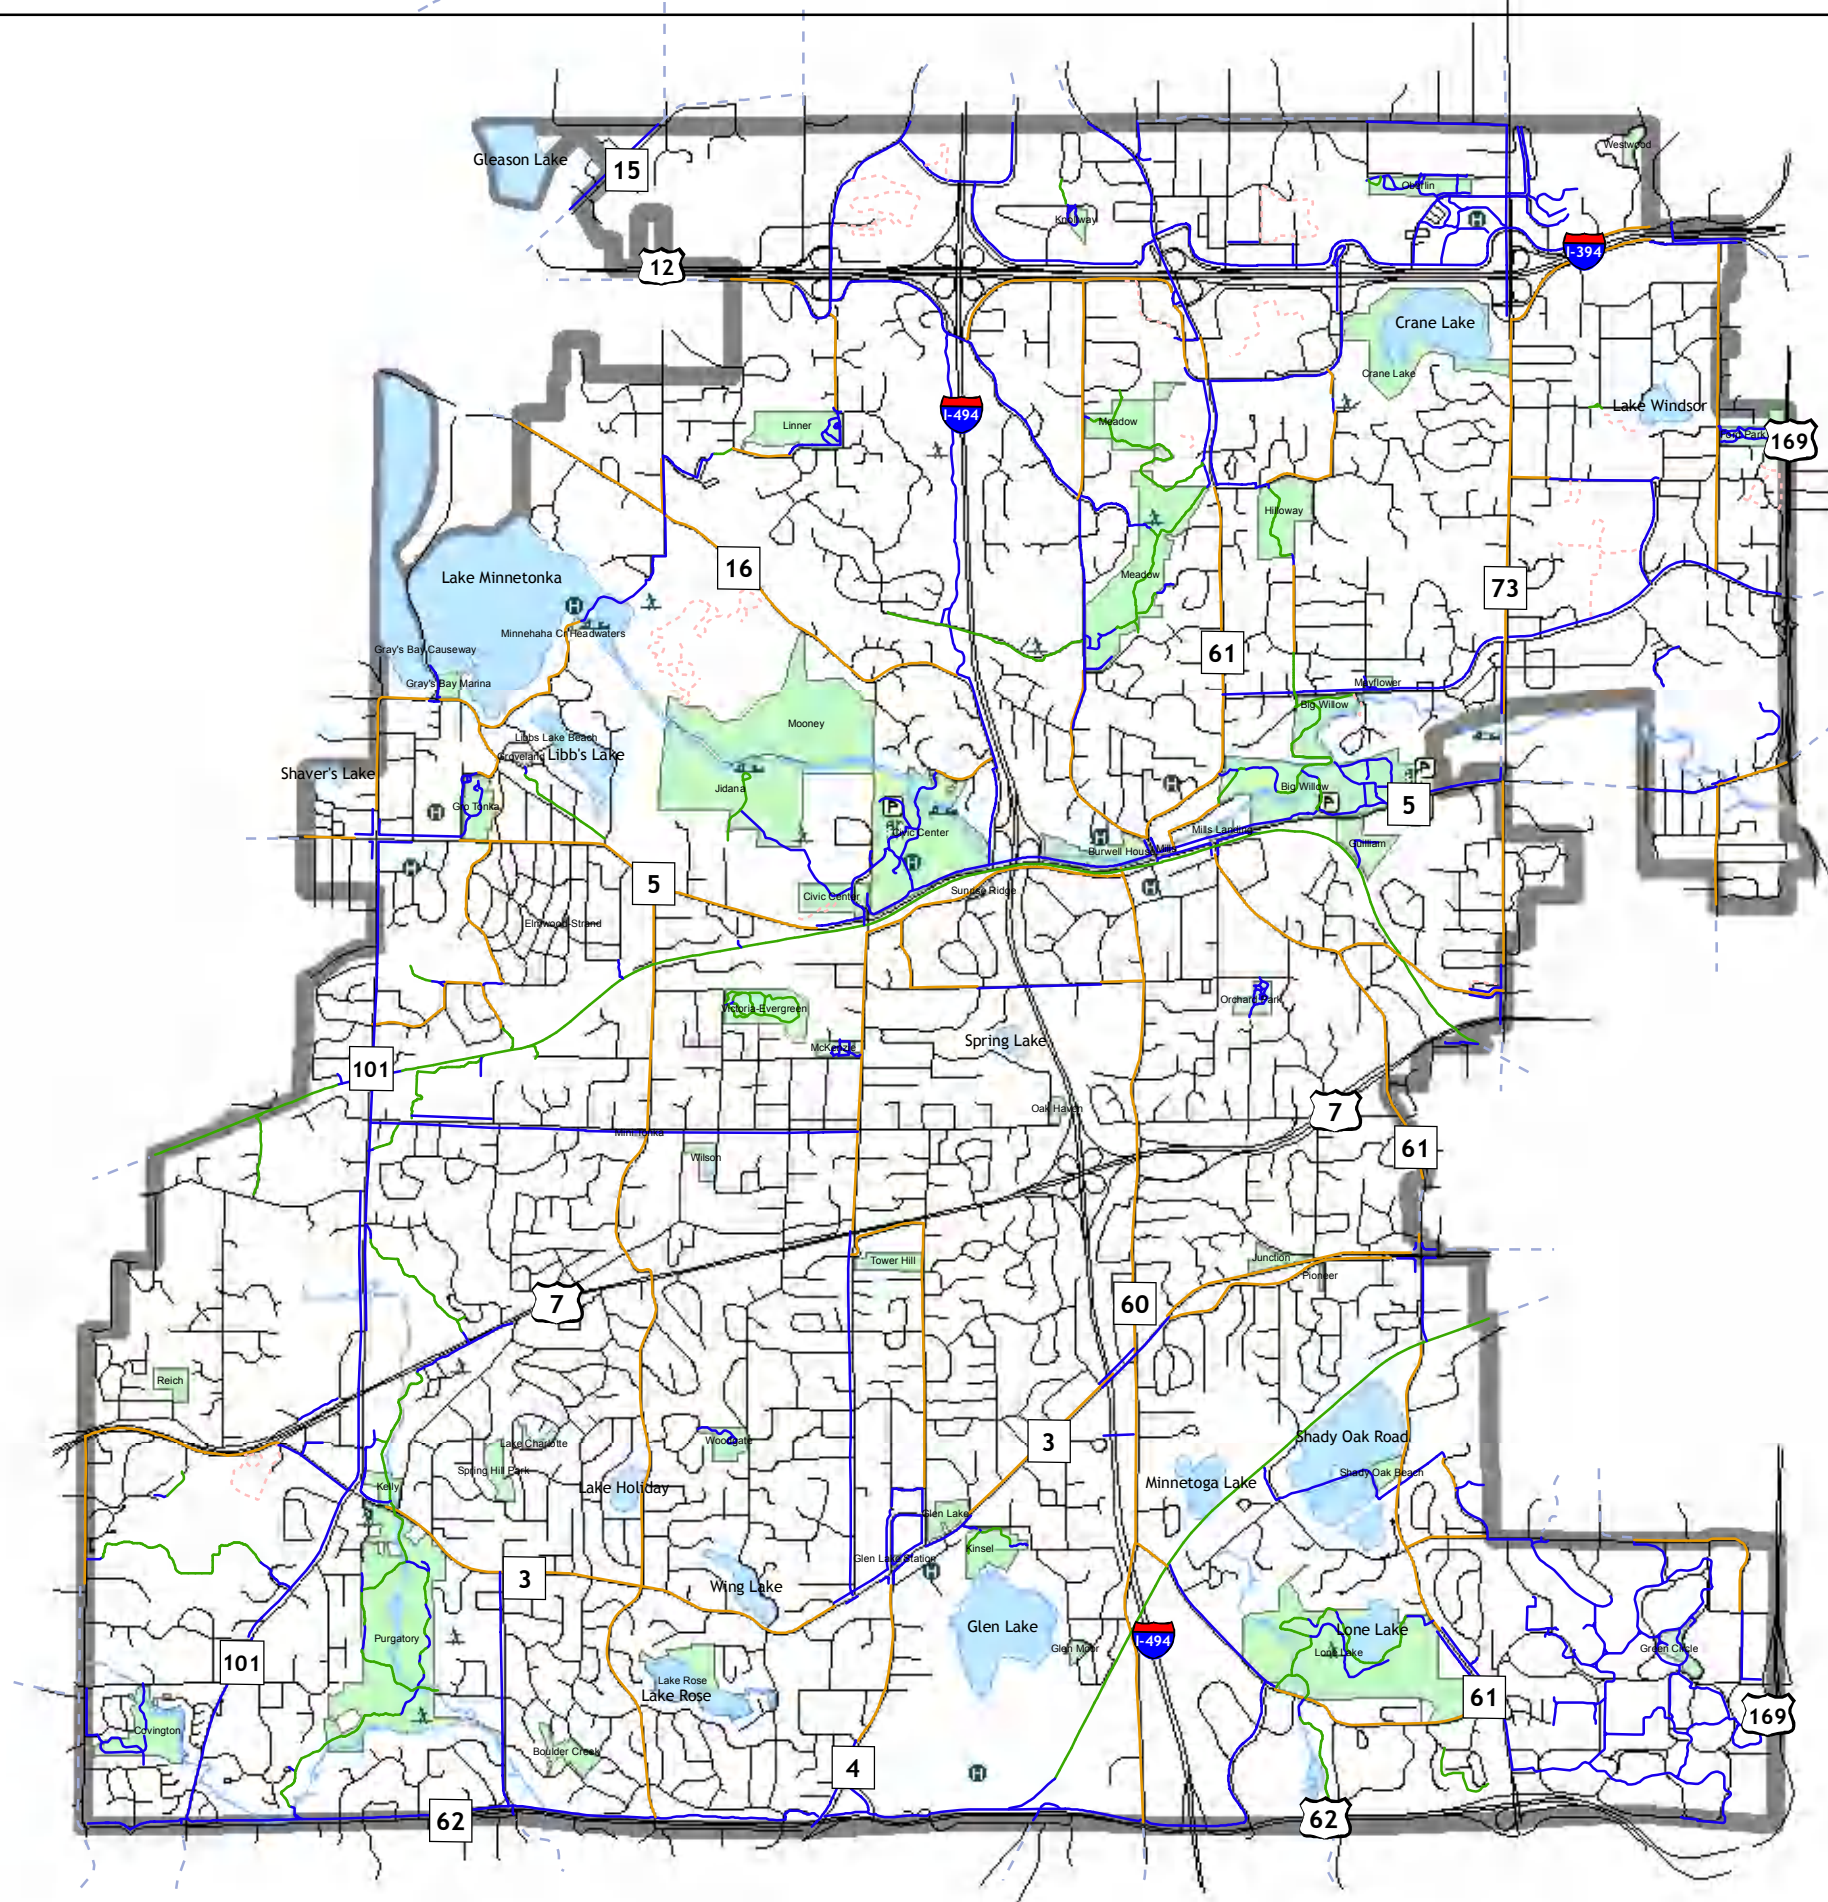 Westwood
Gleason Lake
15
Oberlin
Knollway
I-394
12
Crane Lake
Crane Lake
Lake Windsor
I-494
Meadow
Linner
169
Hilloway
16
Lake Minnetonka
Meadow
73
Minnehaha Cr Headwaters
Gray's Bay Causeway
61
Gray's Bay Marina
Mayflower
Big Willow
Mooney
Libbs Lake Beach
Groveland
Libb's Lake
Shaver's Lake
Jidana
Big Willow
P
P
P
5
Gro Tonka
Civic Center
Mills Landing
Burwell House
Mills
Guilliam
5
Sunrise Ridge
Civic Center
Elmwood-Strand
Victoria-Evergreen
Orchard Park
Spring Lake
McKenzie
101
Oak Haven
7
Mini Tonka
61
Wilson
Tower Hill
Junction
Pioneer
7
60
Reich
Woodgate
3
Shady Oak Road
Lake Charlotte
Spring Hill Park
Shady Oak Beach
Kelly
Lake Holiday
Minnetoga Lake
Glen Lake
Kinsel
Glen Lake Station
3
Wing Lake
Glen Lake
Lone Lake
I-494
Purgatory
Glen Moor
Lone Lake
Green Circle
101
Lake Rose
Lake Rose
61
169
Covington
Boulder Creek
4
62
62